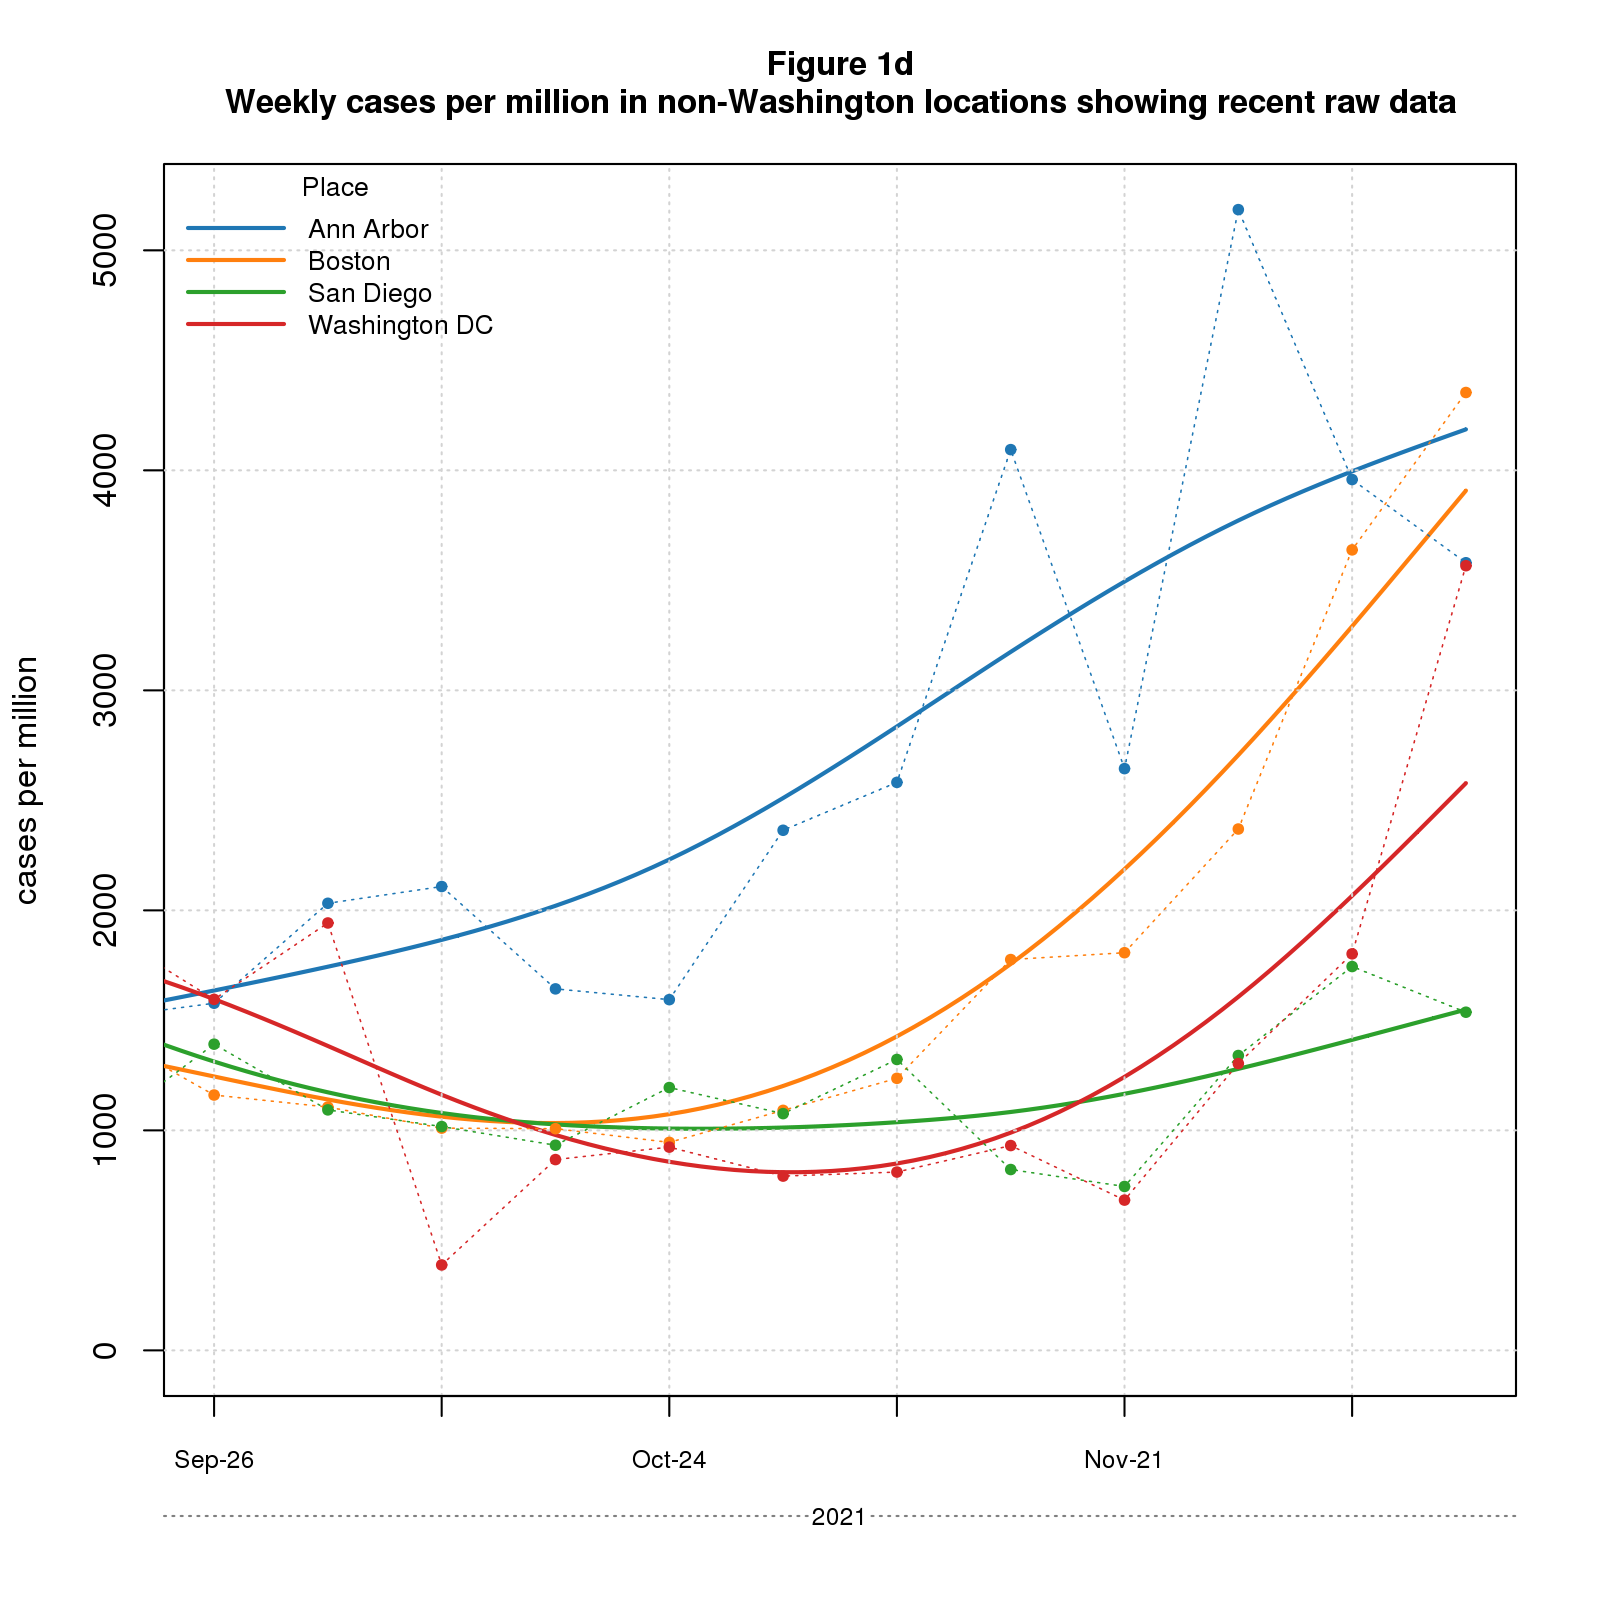 Figure 1d
Weekly cases per million in non-Washington locations showing recent raw data
Place
Ann Arbor
Boston
San Diego
Washington DC
cases per million
5000
4000
3000
2000
1000
0
Sep-26
Oct-24
Nov-21
2021